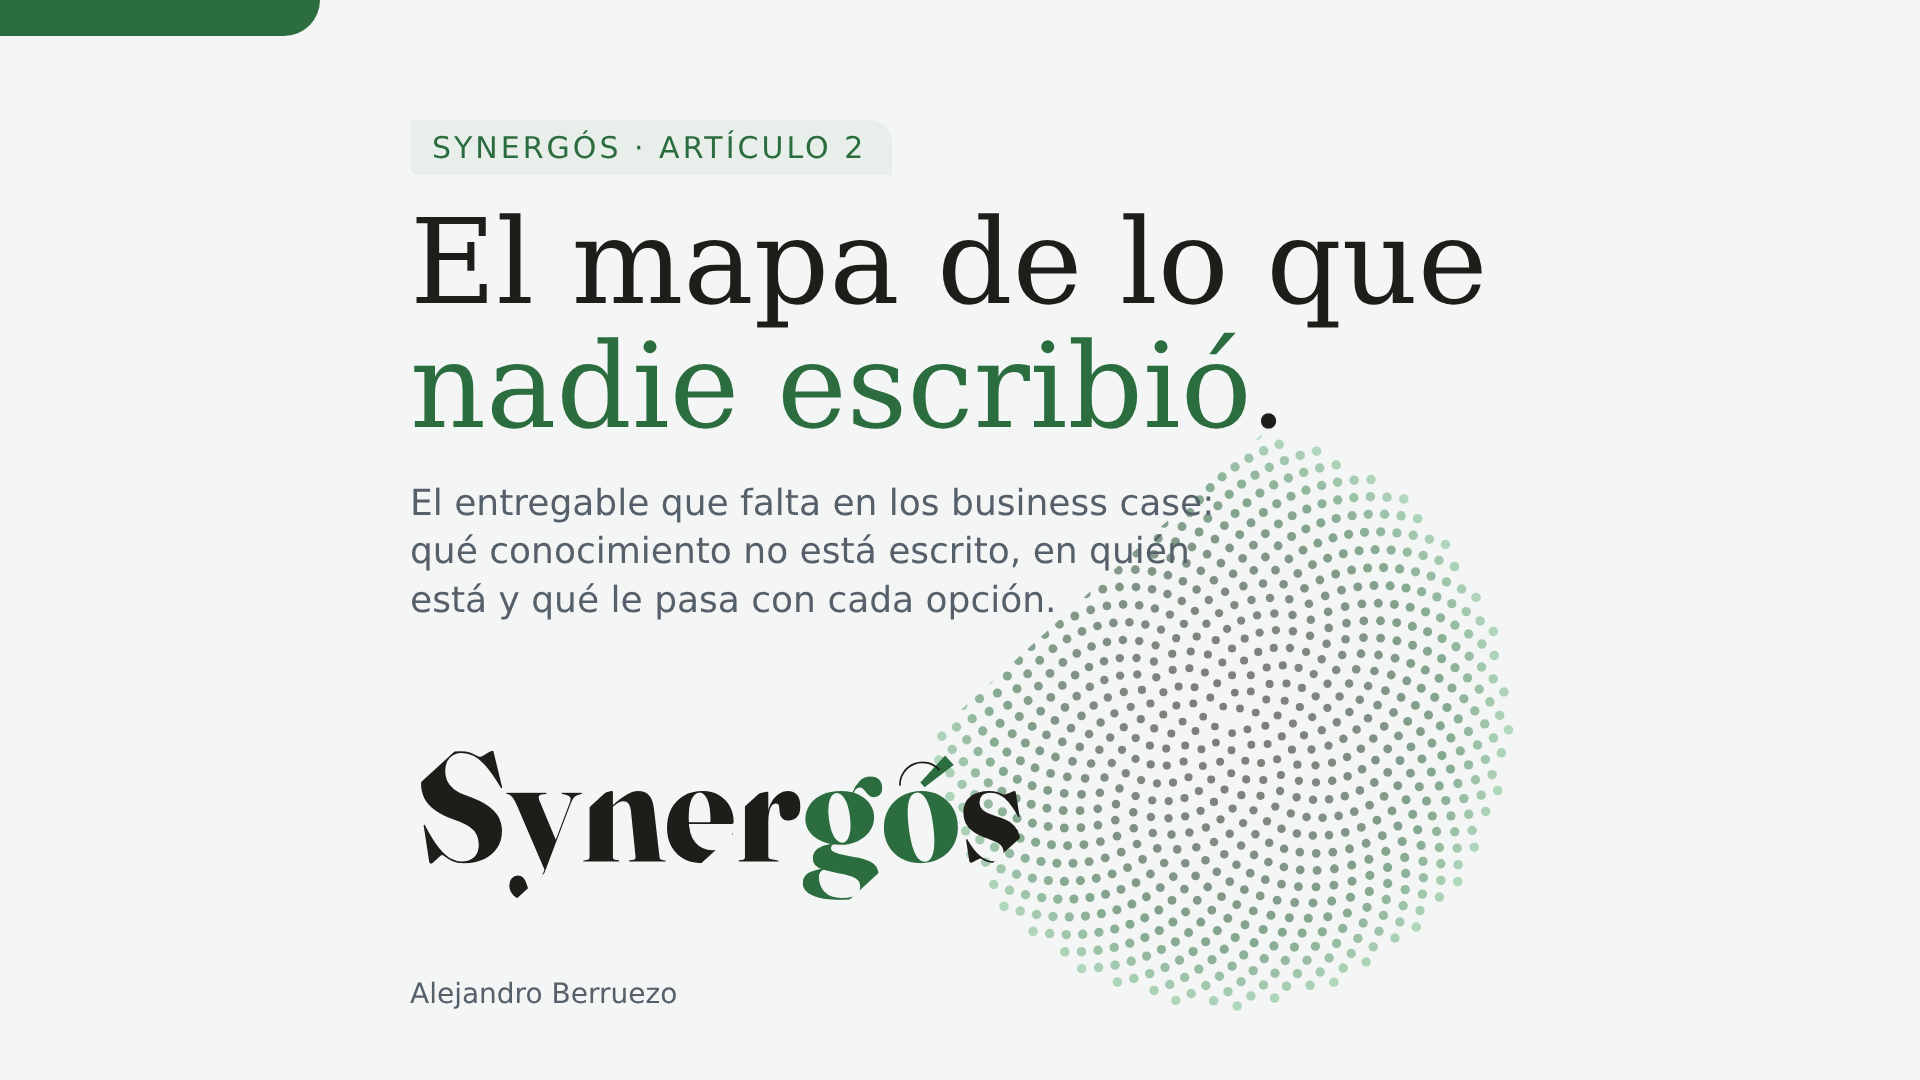 SYNERGÓS · ARTÍCULO 2
El mapa de lo que
nadie escribió.
El entregable que falta en los business case:
qué conocimiento no está escrito, en quién
está y qué le pasa con cada opción.
Synergós
Alejandro Berruezo